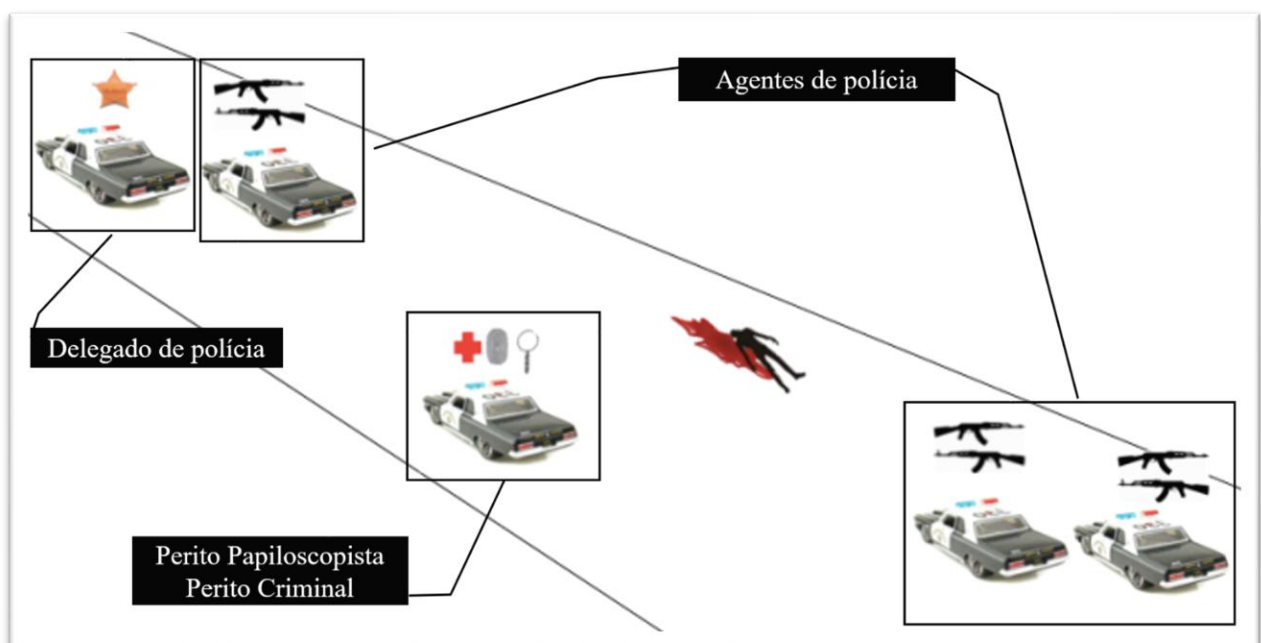 Agentes de polícia
Delegado de polícia
Perito Papiloscopista
Perito Criminal